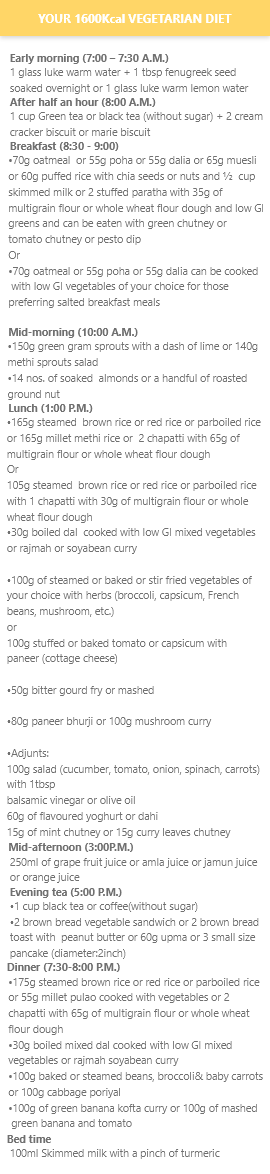 YOUR 1600Kcal VEGETARIAN DIET
Early morning (7:00 – 7:30 A.M.)
1 glass luke warm water + 1 tbsp fenugreek seed
soaked overnight or 1 glass luke warm lemon water
After half an hour (8:00 A.M.)
1 cup Green tea or black tea (without sugar) + 2 cream
cracker biscuit or marie biscuit
Breakfast (8:30 - 9:00)
•70g oatmeal or 55g poha or 55g dalia or 65g muesli
or 60g puffed rice with chia seeds or nuts and ½ cup
skimmed milk or 2 stuffed paratha with 35g of
multigrain flour or whole wheat flour dough and low GI
greens and can be eaten with green chutney or
tomato chutney or pesto dip
Or
•70g oatmeal or 55g poha or 55g dalia can be cooked
with low GI vegetables of your choice for those
preferring salted breakfast meals
Mid-morning (10:00 A.M.)
•150g green gram sprouts with a dash of lime or 140g
methi sprouts salad
•14 nos. of soaked almonds or a handful of roasted
ground nut
Lunch (1:00 P.M.)
•165g steamed brown rice or red rice or parboiled rice
or 165g millet methi rice or 2 chapatti with 65g of
multigrain flour or whole wheat flour dough
Or
105g steamed brown rice or red rice or parboiled rice
with 1 chapatti with 30g of multigrain flour or whole
wheat flour dough
•30g boiled dal cooked with low GI mixed vegetables
or rajmah or soyabean curry
•100g of steamed or baked or stir fried vegetables of
your choice with herbs (broccoli, capsicum, French
beans, mushroom, etc.)
or
100g stuffed or baked tomato or capsicum with
paneer (cottage cheese)
•50g bitter gourd fry or mashed
•80g paneer bhurji or 100g mushroom curry
•Adjunts:
100g salad (cucumber, tomato, onion, spinach, carrots)
with 1tbsp
balsamic vinegar or olive oil
60g of flavoured yoghurt or dahi
15g of mint chutney or 15g curry leaves chutney
Mid-afternoon (3:00P.M.)
250ml of grape fruit juice or amla juice or jamun juice
or orange juice
Evening tea (5:00 P.M.)
•1 cup black tea or coffee(without sugar)
•2 brown bread vegetable sandwich or 2 brown bread
toast with peanut butter or 60g upma or 3 small size
pancake (diameter:2inch)
Dinner (7:30-8:00 P.M.)
•175g steamed brown rice or red rice or parboiled rice
or 55g millet pulao cooked with vegetables or 2
chapatti with 65g of multigrain flour or whole wheat
flour dough
•30g boiled mixed dal cooked with low GI mixed
vegetables or rajmah soyabean curry
•100g baked or steamed beans, broccoli& baby carrots
or 100g cabbage poriyal
•100g of green banana kofta curry or 100g of mashed
green banana and tomato
Bed time
100ml Skimmed milk with a pinch of turmeric